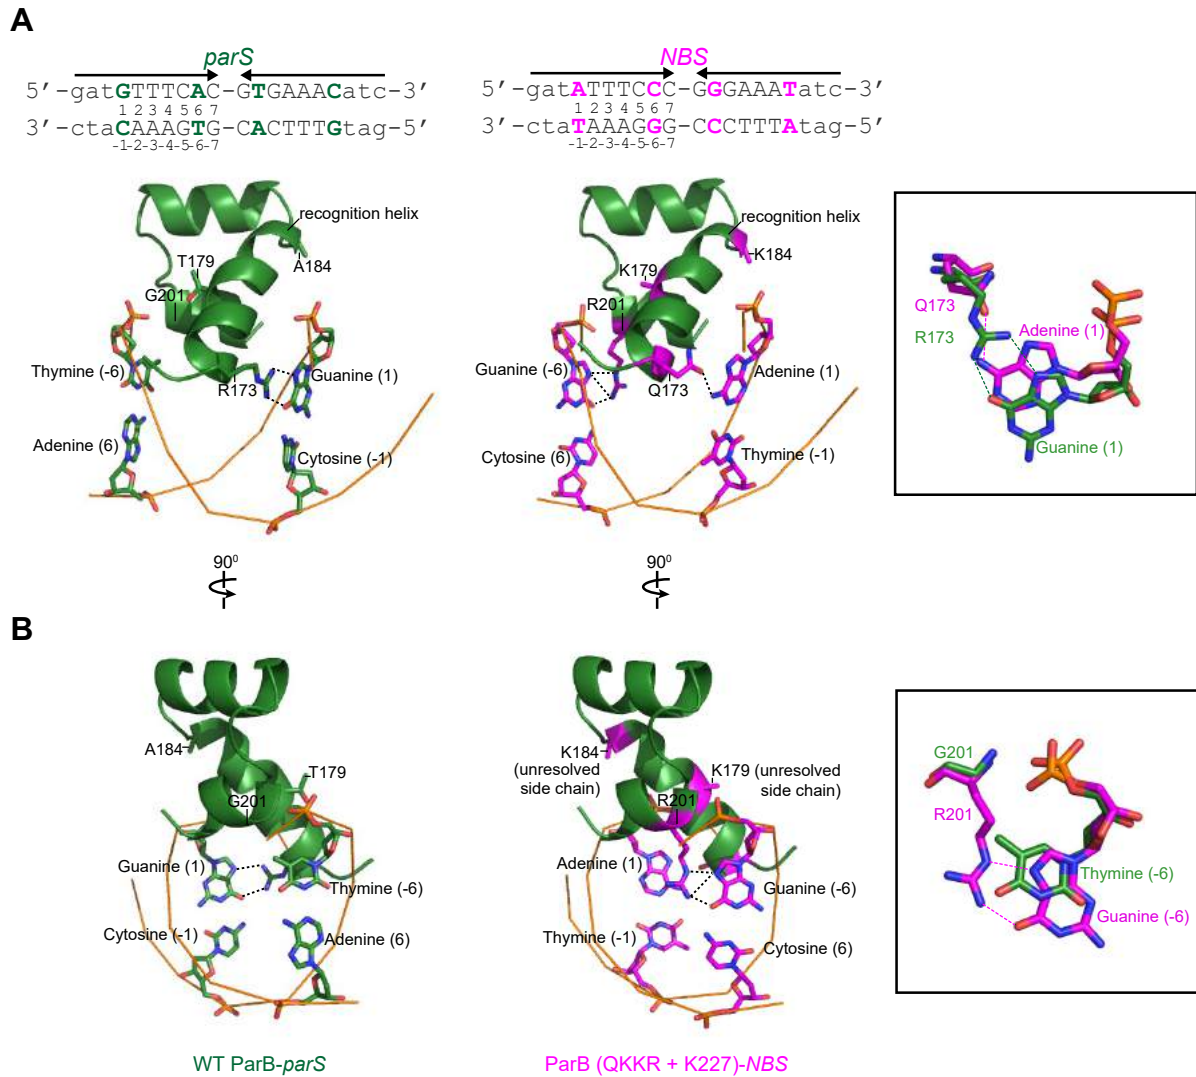 A
parS
5′-gatGTTTCAC-GTGAAACatc-3′
1 2 3 4 5 6 7
3′-ctaCAAAGTG-CACTTTGtag-5′
-1-2-3-4-5-6-7
NBS
5′-gatATTTCCC-GGGAAATatc-3′
1 2 3 4 5 6 7
3′-ctaTAAAGGG-CCCTTTAtag-5′
-1-2-3-4-5-6-7
recognition helix
T179
A184
G201
Thymine (-6)
R173
Guanine (1)
Adenine (6)
Cytosine (-1)
90⁰
recognition helix
K184
K179
R201
Guanine (-6)
Q173
Adenine (1)
Cytosine (6)
Thymine (-1)
90⁰
Q173
Adenine (1)
R173
Guanine (1)
B
A184
T179
G201
Guanine (1)
Thymine (-6)
Cytosine (-1)
Adenine (6)
WT ParB-parS
K184
(unresolved
side chain)
K179 (unresolved
side chain)
R201
Adenine (1)
Guanine (-6)
Thymine (-1)
Cytosine (6)
ParB (QKKR + K227)-NBS
G201
R201
Thymine (-6)
Guanine (-6)